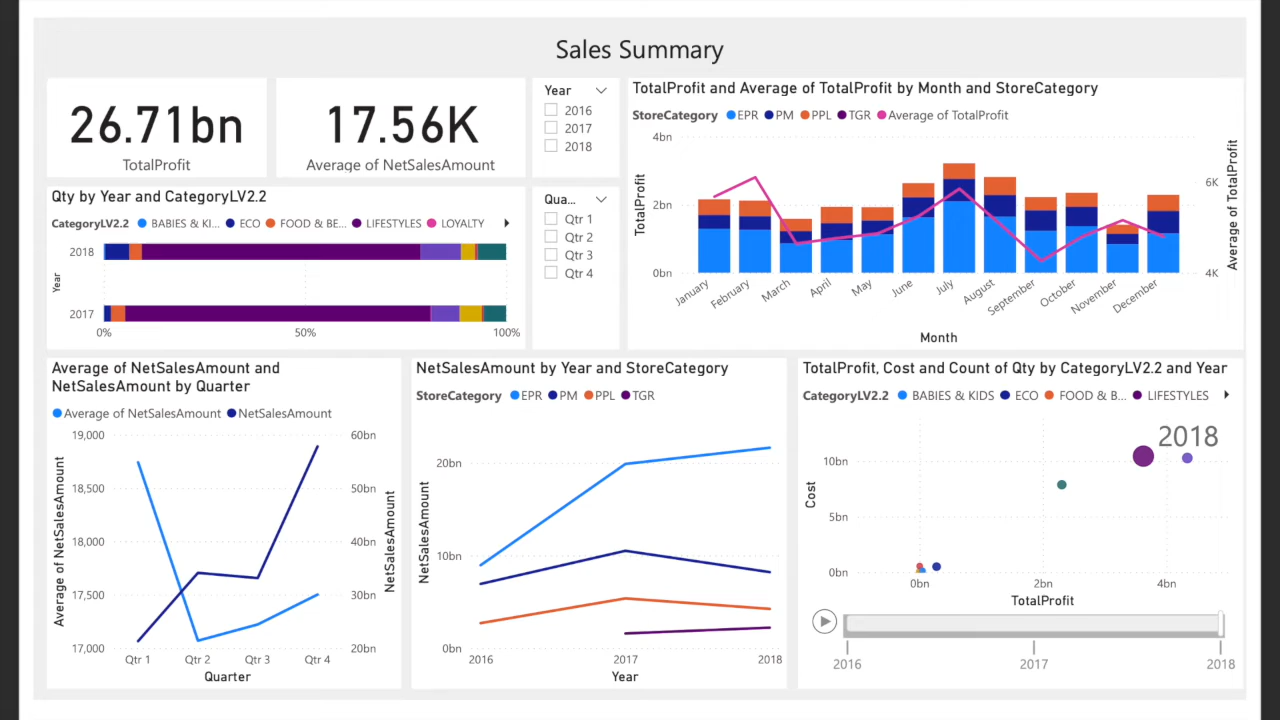 Sales Summary
26.71bn
TotalProfit
17.56K
Average of NetSalesAmount
Year
2016
2017
2018
Qua...
Qtr 1
Qtr 2
Qtr 3
Qtr 4
TotalProfit and Average of TotalProfit by Month and StoreCategory
StoreCategory EPR PM PPL TGR Average of TotalProfit
TotalProfit
4bn
2bn
0bn
6K
4K
Average of TotalProfit
January February March April May June July August September October November December
Month
Qty by Year and CategoryLV2.2
CategoryLV2.2 BABIES & KI... ECO FOOD & BE... LIFESTYLES LOYALTY
Year
2018
2017
0% 50% 100%
Average of NetSalesAmount and
NetSalesAmount by Quarter
Average of NetSalesAmount NetSalesAmount
Average of NetSalesAmount
19,000
18,500
18,000
17,500
17,000
60bn
50bn
40bn
30bn
20bn
NetSalesAmount
Qtr 1 Qtr 2 Qtr 3 Qtr 4
Quarter
NetSalesAmount by Year and StoreCategory
StoreCategory EPR PM PPL TGR
NetSalesAmount
20bn
10bn
0bn
2016 2017 2018
Year
TotalProfit, Cost and Count of Qty by CategoryLV2.2 and Year
CategoryLV2.2 BABIES & KIDS ECO FOOD & B... LIFESTYLES
2018
Cost
10bn
5bn
0bn
0bn 2bn 4bn
TotalProfit
2016 2017 2018